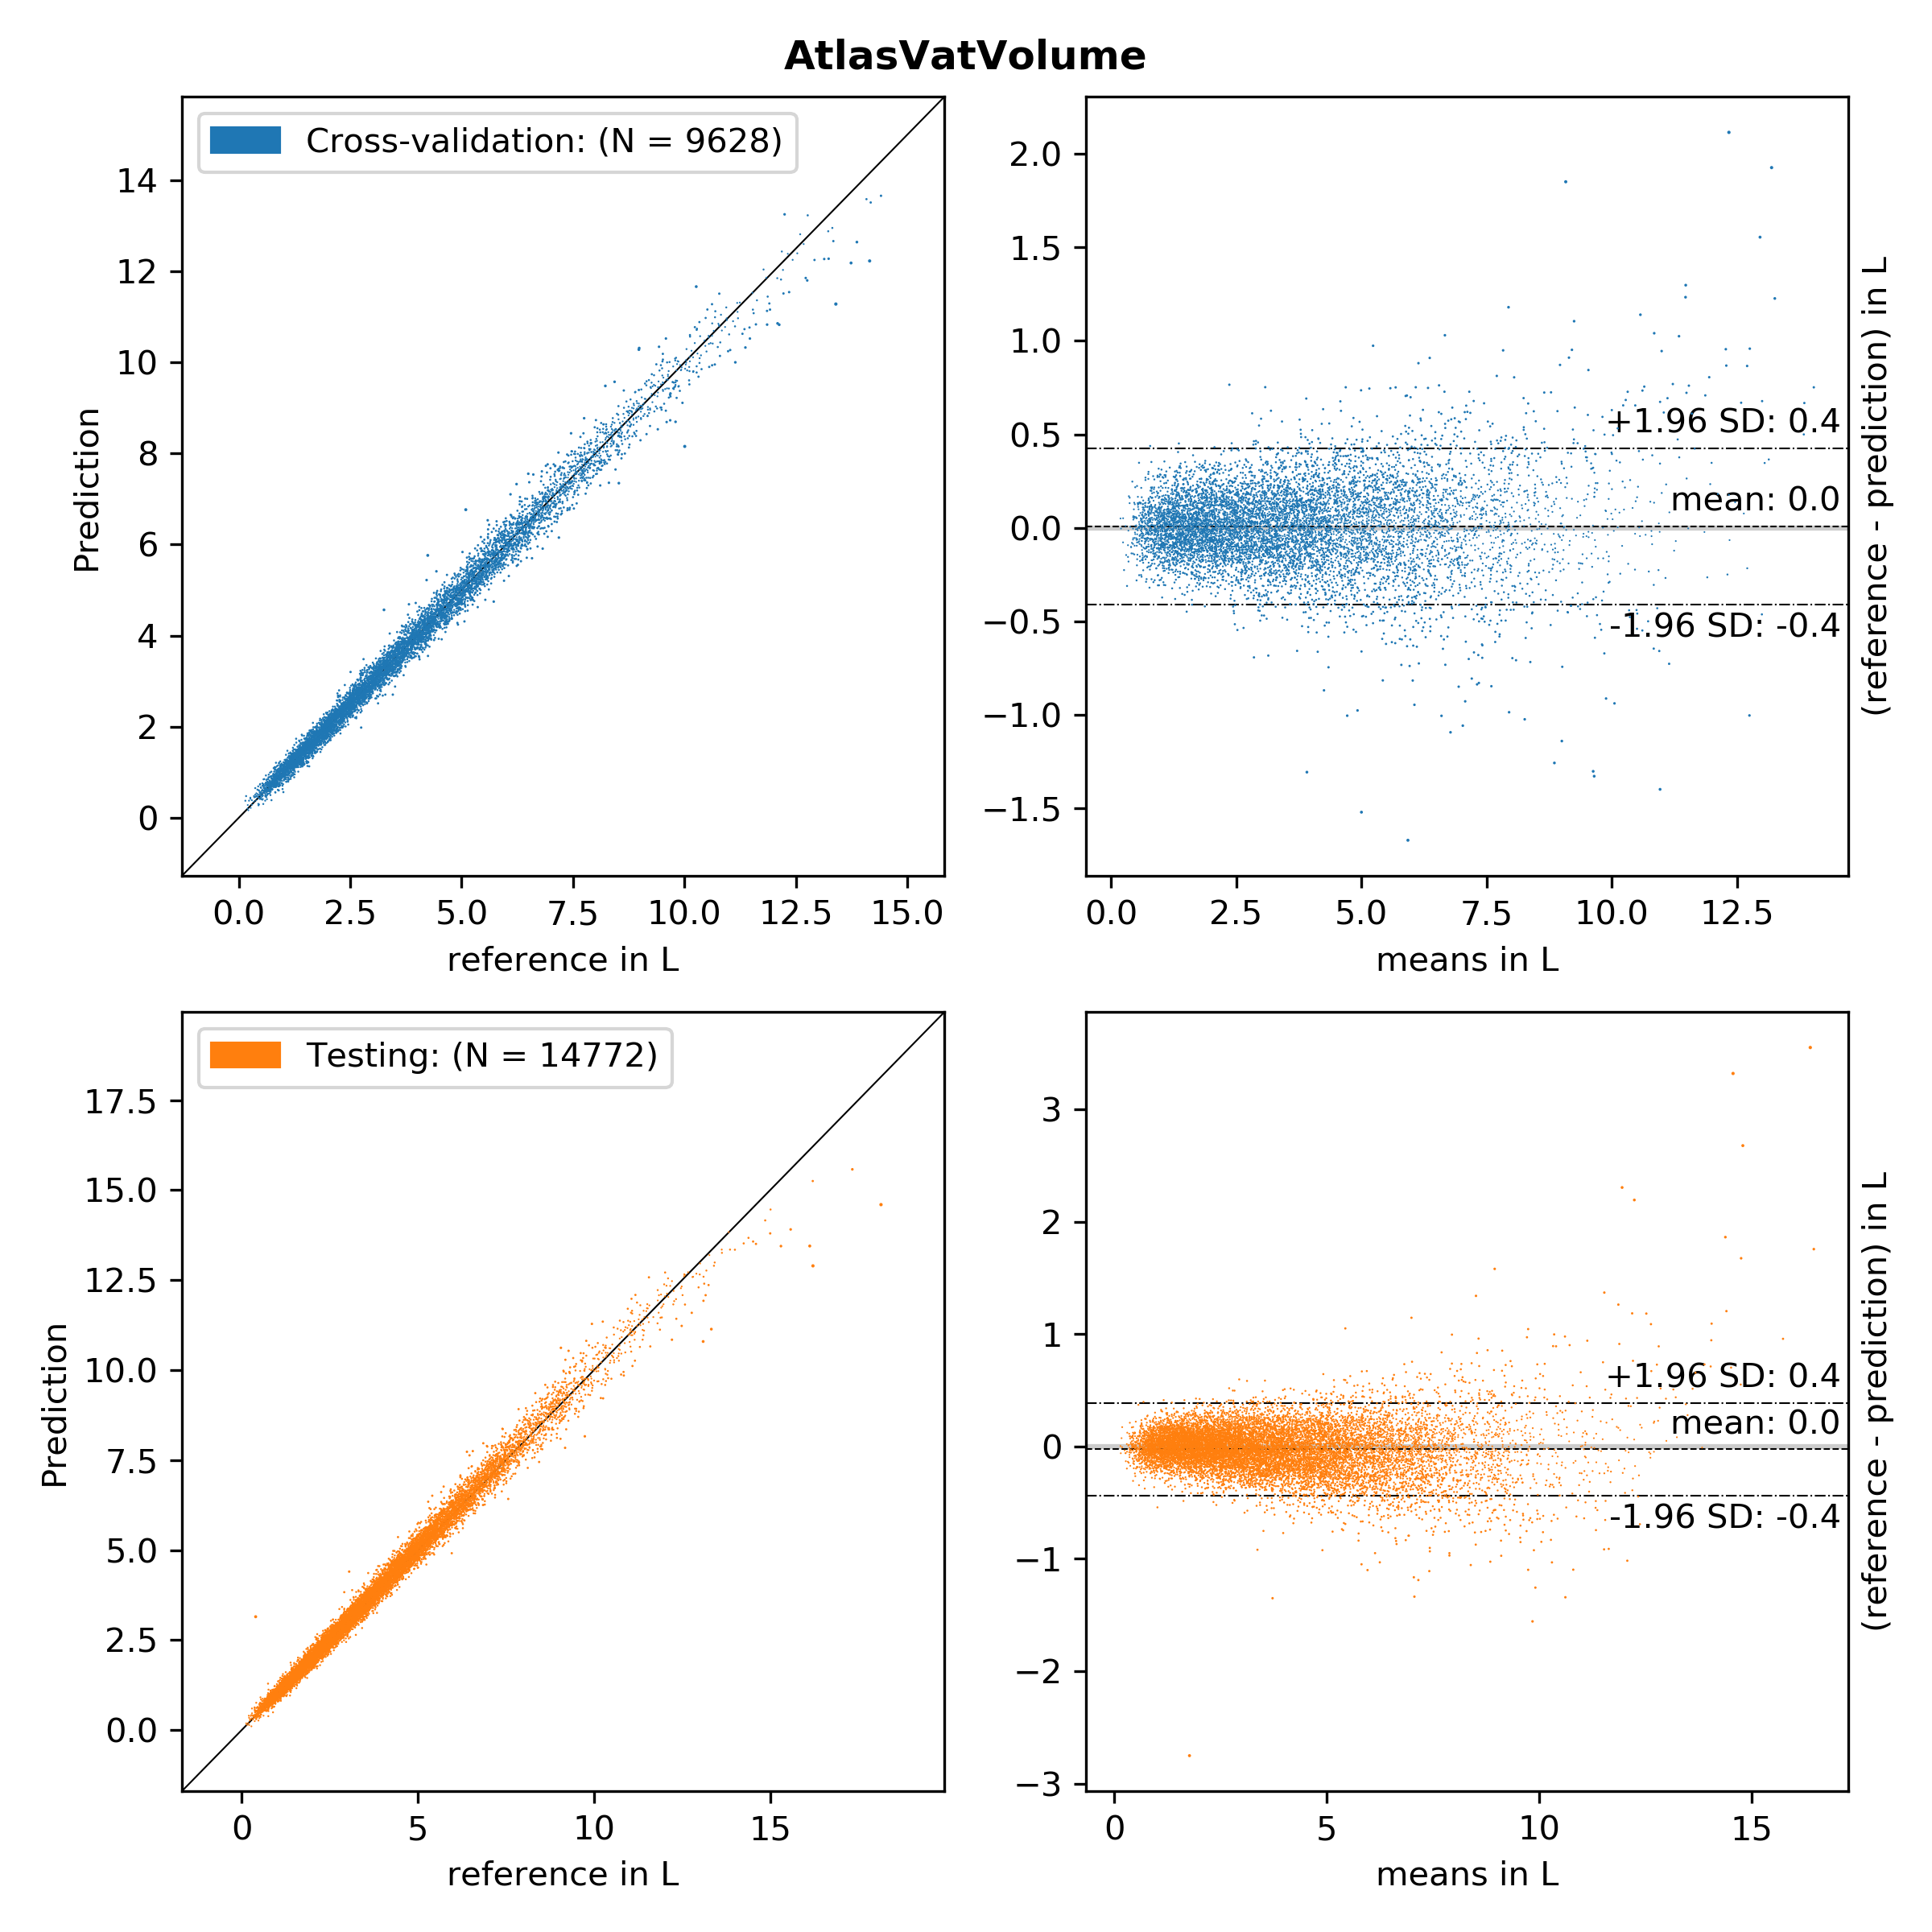 AtlasVatVolume
Cross-validation: (N = 9628)
14
12
10
8
6
4
2
0
Prediction
0.0 2.5 5.0 7.5 10.0 12.5 15.0
reference in L
2.0
1.5
1.0
0.5
0.0
−0.5
−1.0
−1.5
+1.96 SD: 0.4
mean: 0.0
-1.96 SD: -0.4
(reference - prediction) in L
0.0 2.5 5.0 7.5 10.0 12.5
means in L
Testing: (N = 14772)
17.5
15.0
12.5
10.0
7.5
5.0
2.5
0.0
Prediction
0 5 10 15
reference in L
3
2
1
0
−1
−2
−3
+1.96 SD: 0.4
mean: 0.0
-1.96 SD: -0.4
(reference - prediction) in L
0 5 10 15
means in L